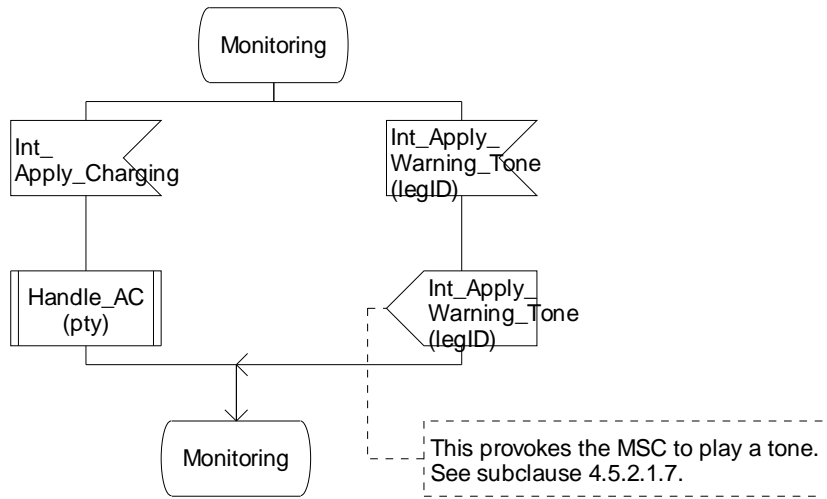 Monitoring
Int_
Apply_Charging
Int_Apply_
Warning_Tone
(legID)
Handle_AC
(pty)
Int_Apply_
Warning_Tone
(legID)
Monitoring
This provokes the MSC to play a tone.
See subclause 4.5.2.1.7.